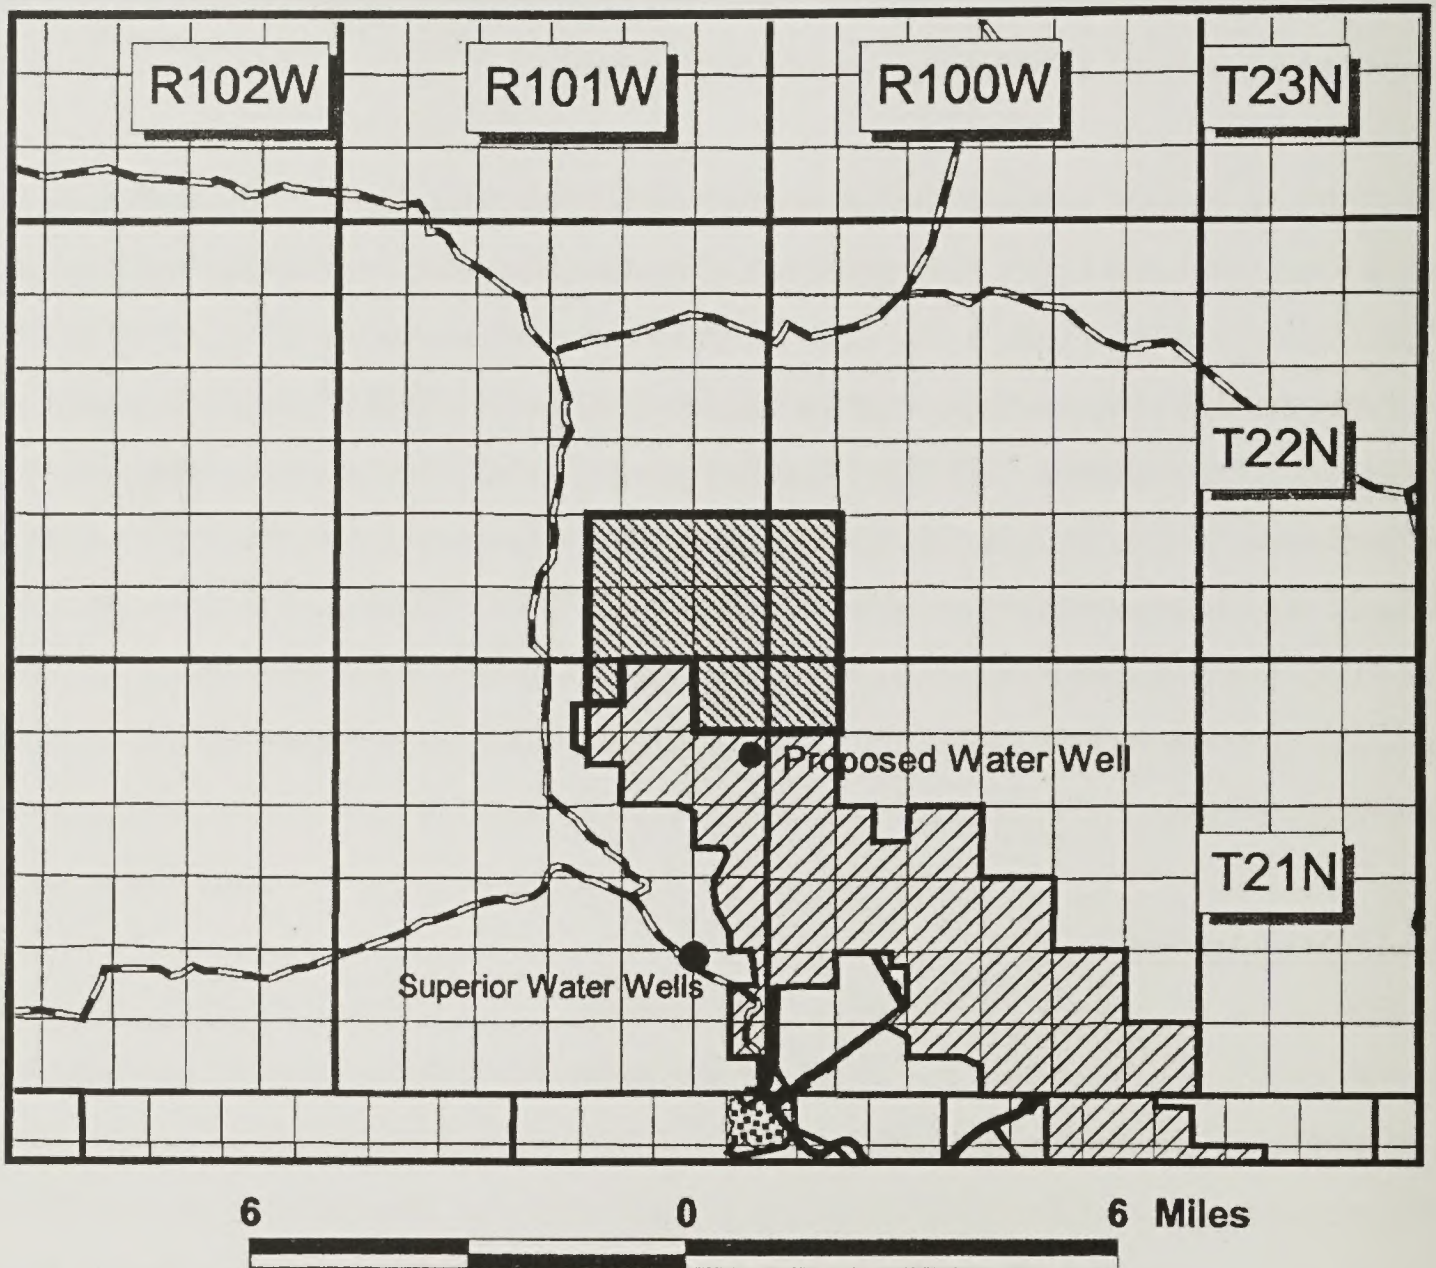 R102W R101W R100W T23N
T22N
Proposed Water Well
T21N
Superior Water Wells
6 0 6 Miles